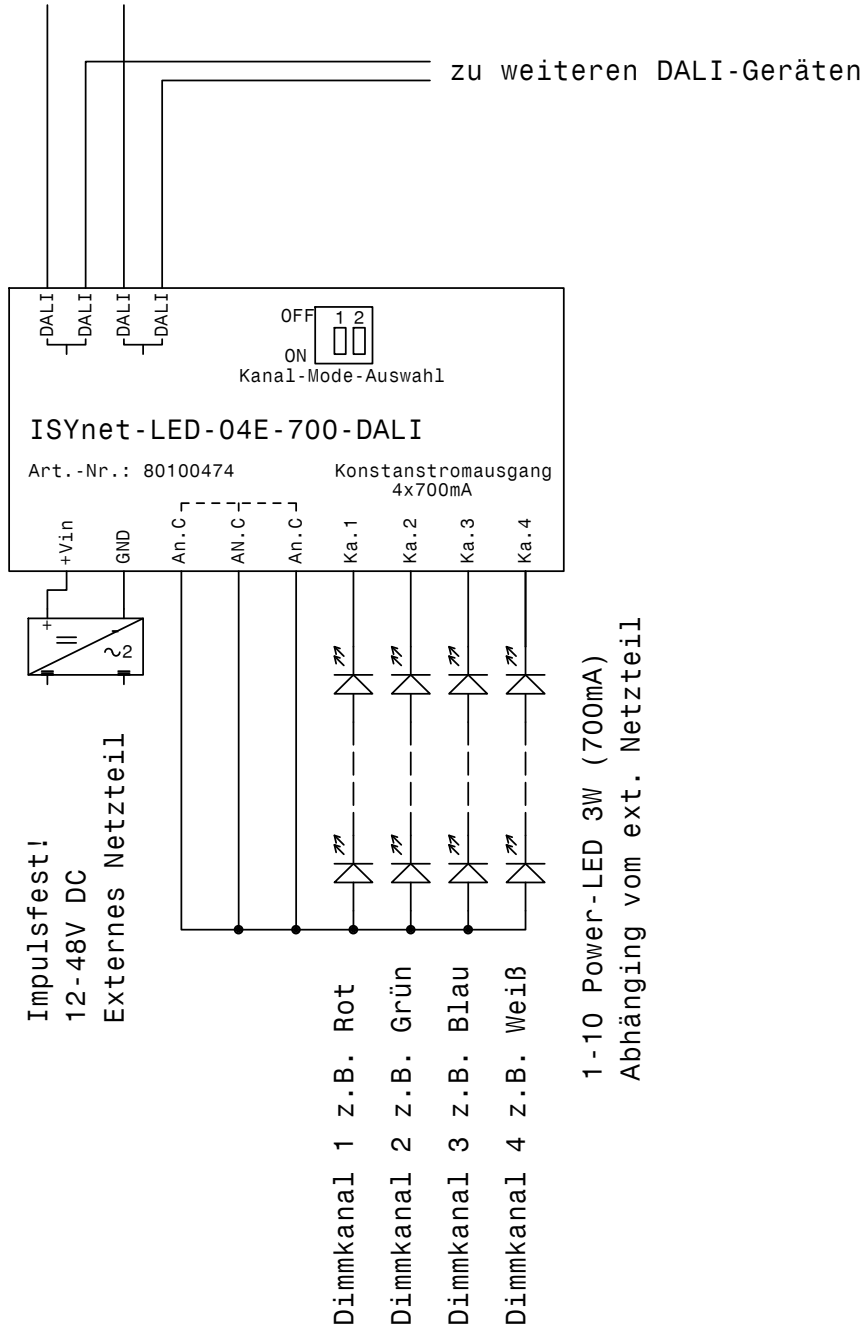 zu weiteren DALI-Geräten
DALI
DALI
DALI
DALI
OFF
1 2
ON
Kanal-Mode-Auswahl
ISYnet-LED-04E-700-DALI
Art.-Nr.: 80100474
Konstanstromausgang
4x700mA
+Vin
GND
An.C
AN.C
An.C
Ka.1
Ka.2
Ka.3
Ka.4
+
-
2
Impulsfest!
12-48V DC
Externes Netzteil
1-10 Power-LED 3W (700mA)
Abhänging vom ext. Netzteil
Dimmkanal 1 z.B. Rot
Dimmkanal 2 z.B. Grün
Dimmkanal 3 z.B. Blau
Dimmkanal 4 z.B. Weiß